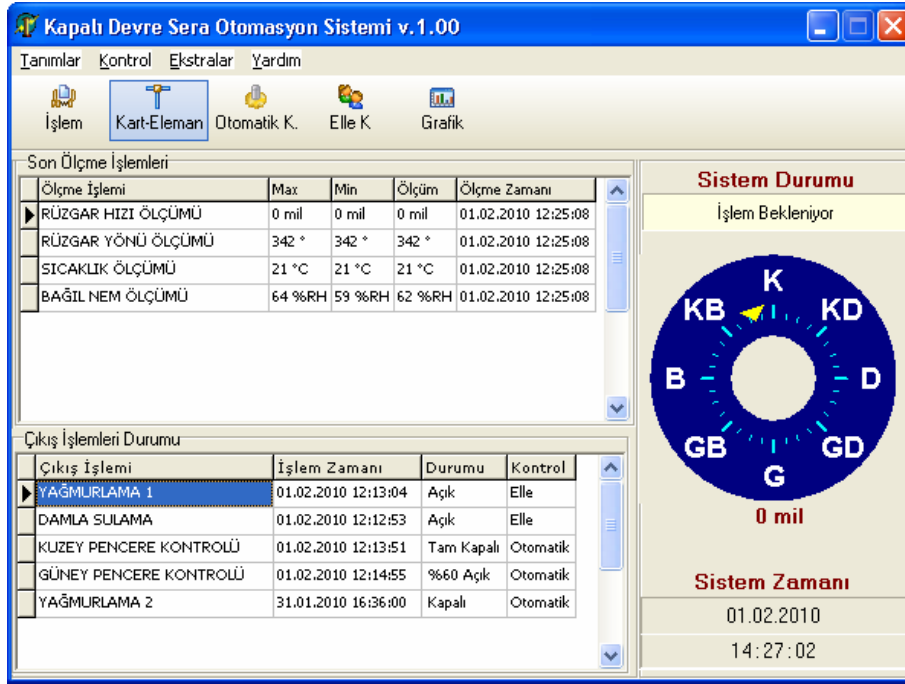 Kapalı Devre Sera Otomasyon Sistemi v.1.00
Tanımlar Kontrol Ekstralar Yardım
İşlem Kart-Eleman Otomatik K. Elle K Grafik
Son Ölçme İşlemleri
Ölçme İşlemi Max Min Ölçüm Ölçme Zamanı
RÜZGAR HIZI ÖLÇÜMÜ 0 mil 0 mil 0 mil 01.02.2010 12:25:08
RÜZGAR YÖNÜ ÖLÇÜMÜ 342 ° 342 ° 342 ° 01.02.2010 12:25:08
SICAKLIK ÖLÇÜMÜ 21 °C 21 °C 21 °C 01.02.2010 12:25:08
BAĞIL NEM ÖLÇÜMÜ 64 %RH 59 %RH 62 %RH 01.02.2010 12:25:08
Çıkış İşlemleri Durumu
Çıkış İşlemi İşlem Zamanı Durumu Kontrol
YAĞMURLAMA 1 01.02.2010 12:13:04 Açık Elle
DAMLA SULAMA 01.02.2010 12:12:53 Açık Elle
KUZEY PENCERE KONTROLÜ 01.02.2010 12:13:51 Tam Kapalı Otomatik
GÜNEY PENCERE KONTROLÜ 01.02.2010 12:14:55 %60 Açık Otomatik
YAĞMURLAMA 2 31.01.2010 16:36:00 Kapalı Otomatik
Sistem Durumu
İşlem Bekleniyor
K
KB KD
B D
GB GD
G
0 mil
Sistem Zamanı
01.02.2010
14:27:02